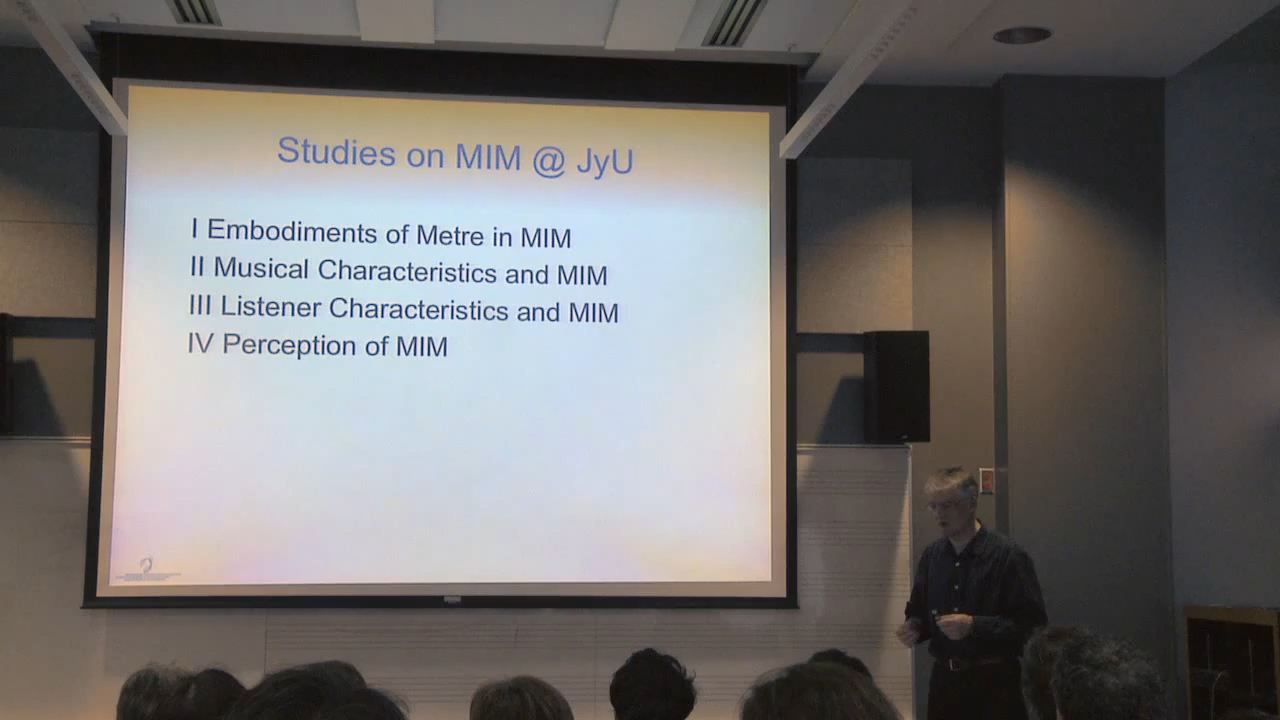 Studies on MIM @ JyU
I Embodiments of Metre in MIM
II Musical Characteristics and MIM
III Listener Characteristics and MIM
IV Perception of MIM